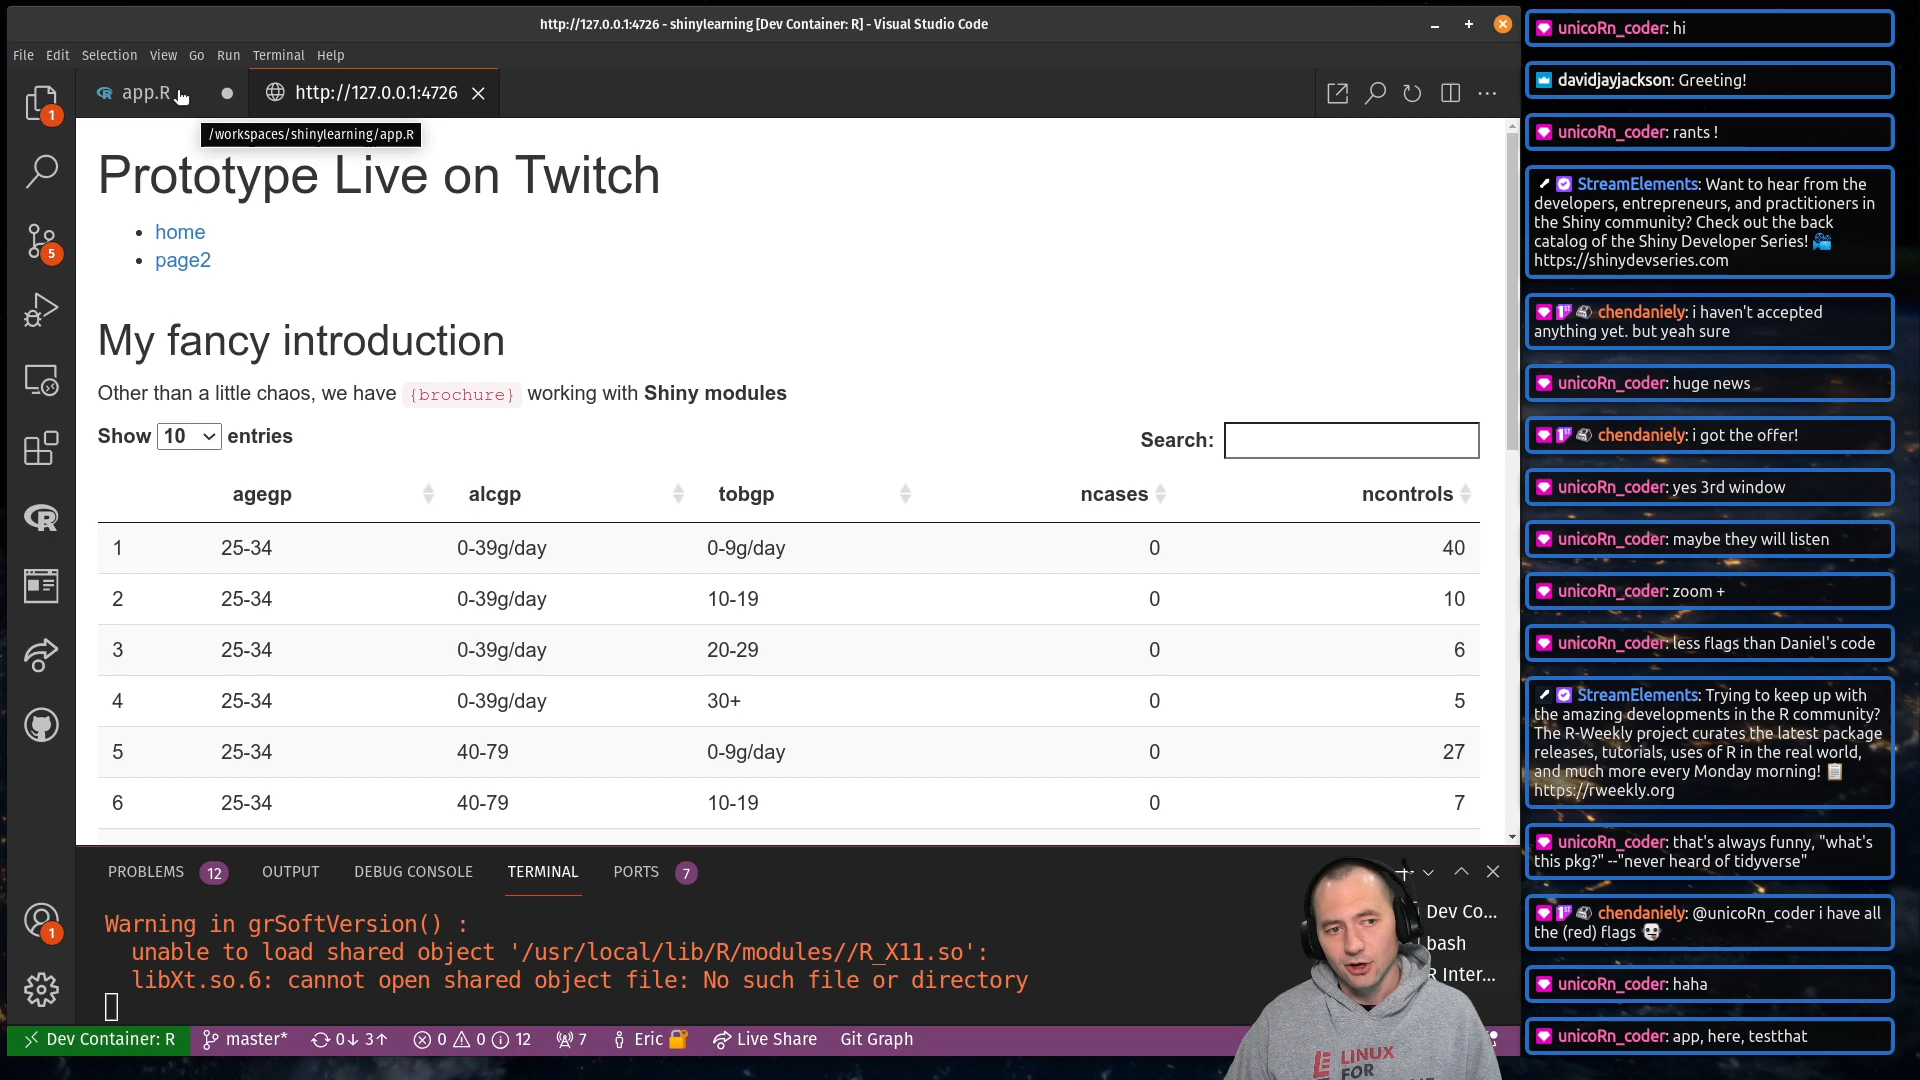 http://127.0.0.1:4726 - shinylearning [Dev Container: R] - Visual Studio Code
File Edit Selection View Go Run Terminal Help
app.R
http://127.0.0.1:4726
/workspaces/shinylearning/app.R
1
5
1
Prototype Live on Twitch
home
page2
My fancy introduction
Other than a little chaos, we have {brochure} working with Shiny modules
Show 10 entries
Search:
agegp alcgp tobgp ncases ncontrols
1 25-34 0-39g/day 0-9g/day 0 40
2 25-34 0-39g/day 10-19 0 10
3 25-34 0-39g/day 20-29 0 6
4 25-34 0-39g/day 30+ 0 5
5 25-34 40-79 0-9g/day 0 27
6 25-34 40-79 10-19 0 7
PROBLEMS 12 OUTPUT DEBUG CONSOLE TERMINAL PORTS 7
Warning in grSoftVersion() :
unable to load shared object '/usr/local/lib/R/modules//R_X11.so':
libXt.so.6: cannot open shared object file: No such file or directory
Dev Co...
bash
R Inter...
Dev Container: R master* 0↓ 3↑ 0 0 12 7 Eric Live Share Git Graph
LINUX
FOR
unicoRn_coder: hi
davidjayjackson: Greeting!
unicoRn_coder: rants !
StreamElements: Want to hear from the
developers, entrepreneurs, and practitioners in
the Shiny community? Check out the back
catalog of the Shiny Developer Series!
https://shinydevseries.com
chendaniely: i haven't accepted
anything yet. but yeah sure
unicoRn_coder: huge news
chendaniely: i got the offer!
unicoRn_coder: yes 3rd window
unicoRn_coder: maybe they will listen
unicoRn_coder: zoom +
unicoRn_coder: less flags than Daniel's code
StreamElements: Trying to keep up with
the amazing developments in the R community?
The R-Weekly project curates the latest package
releases, tutorials, uses of R in the real world,
and much more every Monday morning! 📋
https://rweekly.org
unicoRn_coder: that's always funny, "what's
this pkg?" --"never heard of tidyverse"
chendaniely: @unicoRn_coder i have all
the (red) flags
unicoRn_coder: haha
unicoRn_coder: app, here, testthat